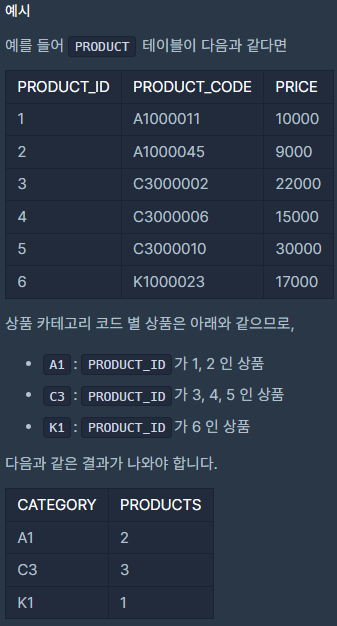 예시
예를 들어 PRODUCT 테이블이 다음과 같다면
PRODUCT_ID PRODUCT_CODE PRICE
1 A1000011 10000
2 A1000045 9000
3 C3000002 22000
4 C3000006 15000
5 C3000010 30000
6 K1000023 17000
상품 카테고리 코드 별 상품은 아래와 같으므로,
• A1 : PRODUCT_ID 가 1, 2 인 상품
• C3 : PRODUCT_ID 가 3, 4, 5 인 상품
• K1 : PRODUCT_ID 가 6 인 상품
다음과 같은 결과가 나와야 합니다.
CATEGORY PRODUCTS
A1 2
C3 3
K1 1